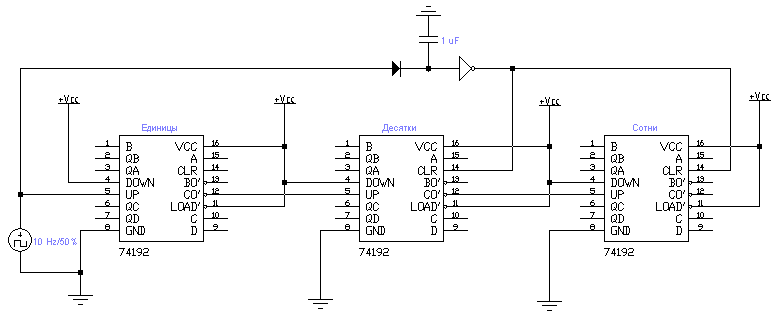 1 uF
+Vcc
+Vcc
+Vcc
+Vcc
Единицы
Десятки
Сотни
1 B VCC 16
2 QB A 15
3 QA CLR 14
4 DOWN BO' 13
5 UP CO' 12
6 QC LOAD' 11
7 QD C 10
8 GND D 9
74192
1 B VCC 16
2 QB A 15
3 QA CLR 14
4 DOWN BO' 13
5 UP CO' 12
6 QC LOAD' 11
7 QD C 10
8 GND D 9
74192
1 B VCC 16
2 QB A 15
3 QA CLR 14
4 DOWN BO' 13
5 UP CO' 12
6 QC LOAD' 11
7 QD C 10
8 GND D 9
74192
10 Hz/50%